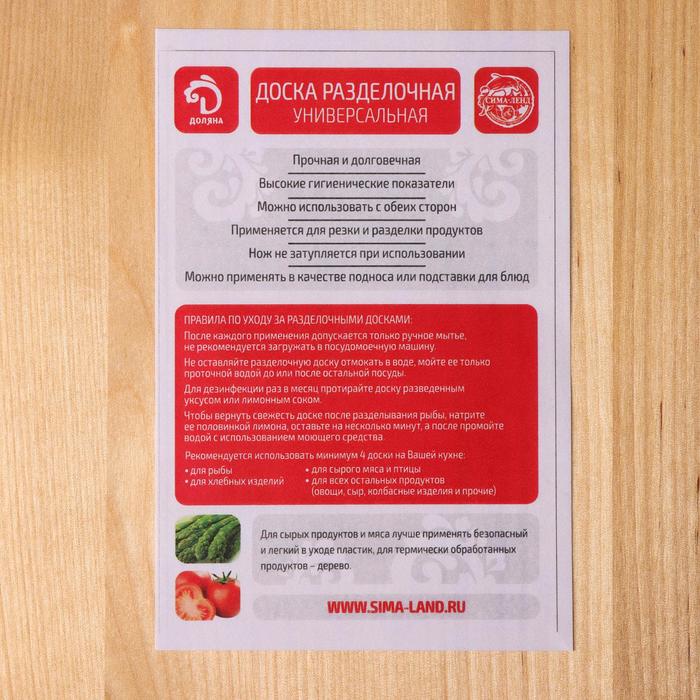 ДОЛЯНА
ДОСКА РАЗДЕЛОЧНАЯ
УНИВЕРСАЛЬНАЯ
СИМА-ЛЕНД
Прочная и долговечная
Высокие гигиенические показатели
Можно использовать с обеих сторон
Применяется для резки и разделки продуктов
Нож не затупляется при использовании
Можно применять в качестве подноса или подставки для блюд
ПРАВИЛА ПО УХОДУ ЗА РАЗДЕЛОЧНЫМИ ДОСКАМИ:
После каждого применения допускается только ручное мытье,
не рекомендуется загружать в посудомоечную машину.
Не оставляйте разделочную доску отмокать в воде, мойте ее только
проточной водой до или после остальной посуды.
Для дезинфекции раз в месяц протирайте доску разведенным
уксусом или лимонным соком.
Чтобы вернуть свежесть доске после разделывания рыбы, натрите
ее половинкой лимона, оставьте на несколько минут, а после промойте
водой с использованием моющего средства.
Рекомендуется использовать минимум 4 доски на Вашей кухне:
• для рыбы
• для хлебных изделий
• для сырого мяса и птицы
• для всех остальных продуктов
(овощи, сыр, колбасные изделия и прочие)
Для сырых продуктов и мяса лучше применять безопасный
и легкий в уходе пластик, для термически обработанных
продуктов – дерево.
WWW.SIMA-LAND.RU